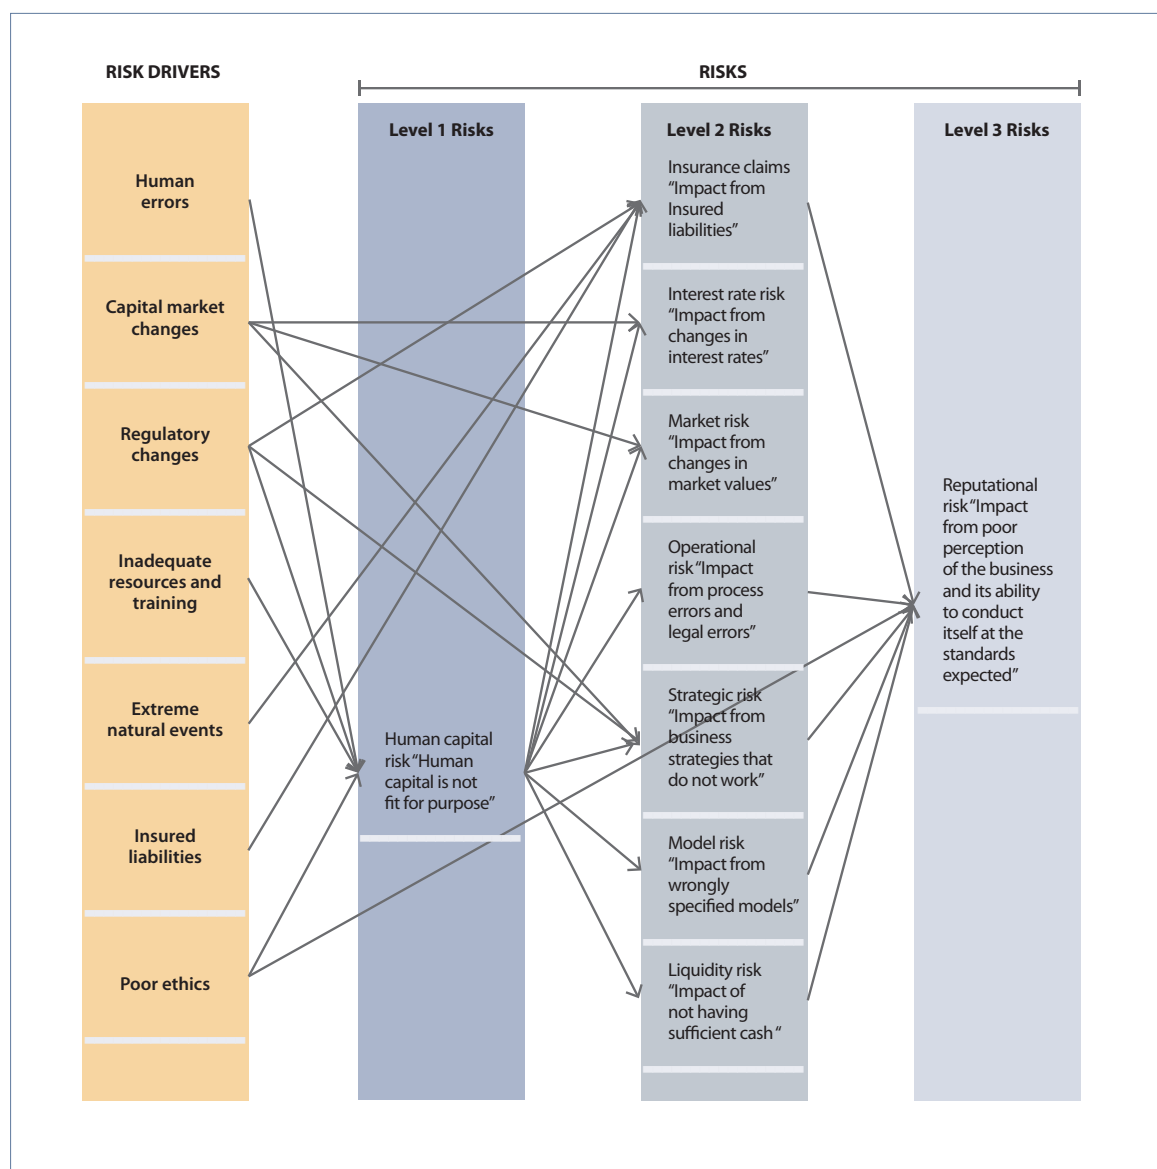 RISK DRIVERS
RISKS
Human
errors
Capital market
changes
Regulatory
changes
Inadequate
resources and
training
Extreme
natural events
Insured
liabilities
Poor ethics
Level 1 Risks
Human capital
risk “Human
capital is not
fit for purpose”
Level 2 Risks
Insurance claims
“Impact from
Insured
liabilities”
Interest rate risk
“Impact from
changes in
interest rates”
Market risk
“Impact from
changes in
market values”
Operational
risk “Impact
from process
errors and
legal errors”
Strategic risk
“Impact from
business
strategies that
do not work”
Model risk
“Impact from
wrongly
specified models”
Liquidity risk
“Impact of
not having
sufficient cash “
Level 3 Risks
Reputational
risk “Impact
from poor
perception
of the business
and its ability
to conduct
itself at the
standards
expected”